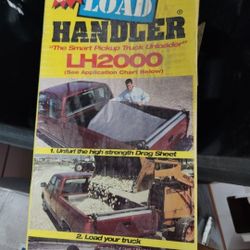 LOAD
HANDLER®
"The Smart Pickup Truck Unloader"
LH2000
(See Application Chart Below)
1. Unfurl the high strength Drag Sheet
2. Load your truck